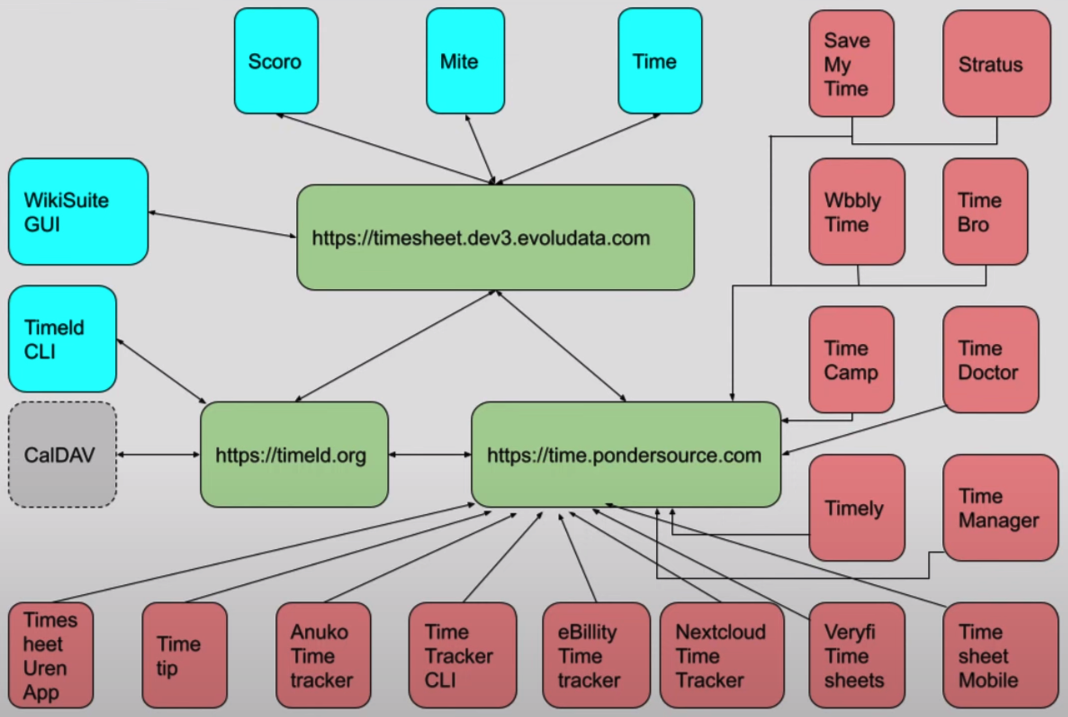 Scoro
Mite
Time
Save
My
Time
Stratus
WikiSuite
GUI
https://timesheet.dev3.evoludata.com
Wbbly
Time
Time
Bro
Timeld
CLI
Time
Camp
Time
Doctor
CalDAV
https://timeld.org
https://time.pondersource.com
Timely
Time
Manager
Times
heet
Uren
App
Time
tip
Anuko
Time
tracker
Time
Tracker
CLI
eBillity
Time
tracker
Nextcloud
Time
Tracker
Veryfi
Time
sheets
Time
sheet
Mobile